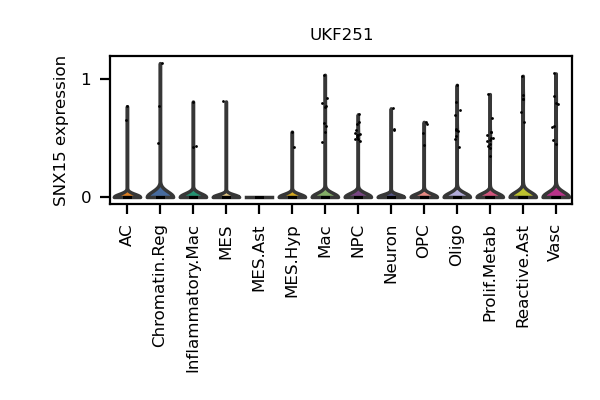 UKF251
SNX15 expression
1
0
AC
Chromatin.Reg
Inflammatory.Mac
MES
MES.Ast
MES.Hyp
Mac
NPC
Neuron
OPC
Oligo
Prolif.Metab
Reactive.Ast
Vasc